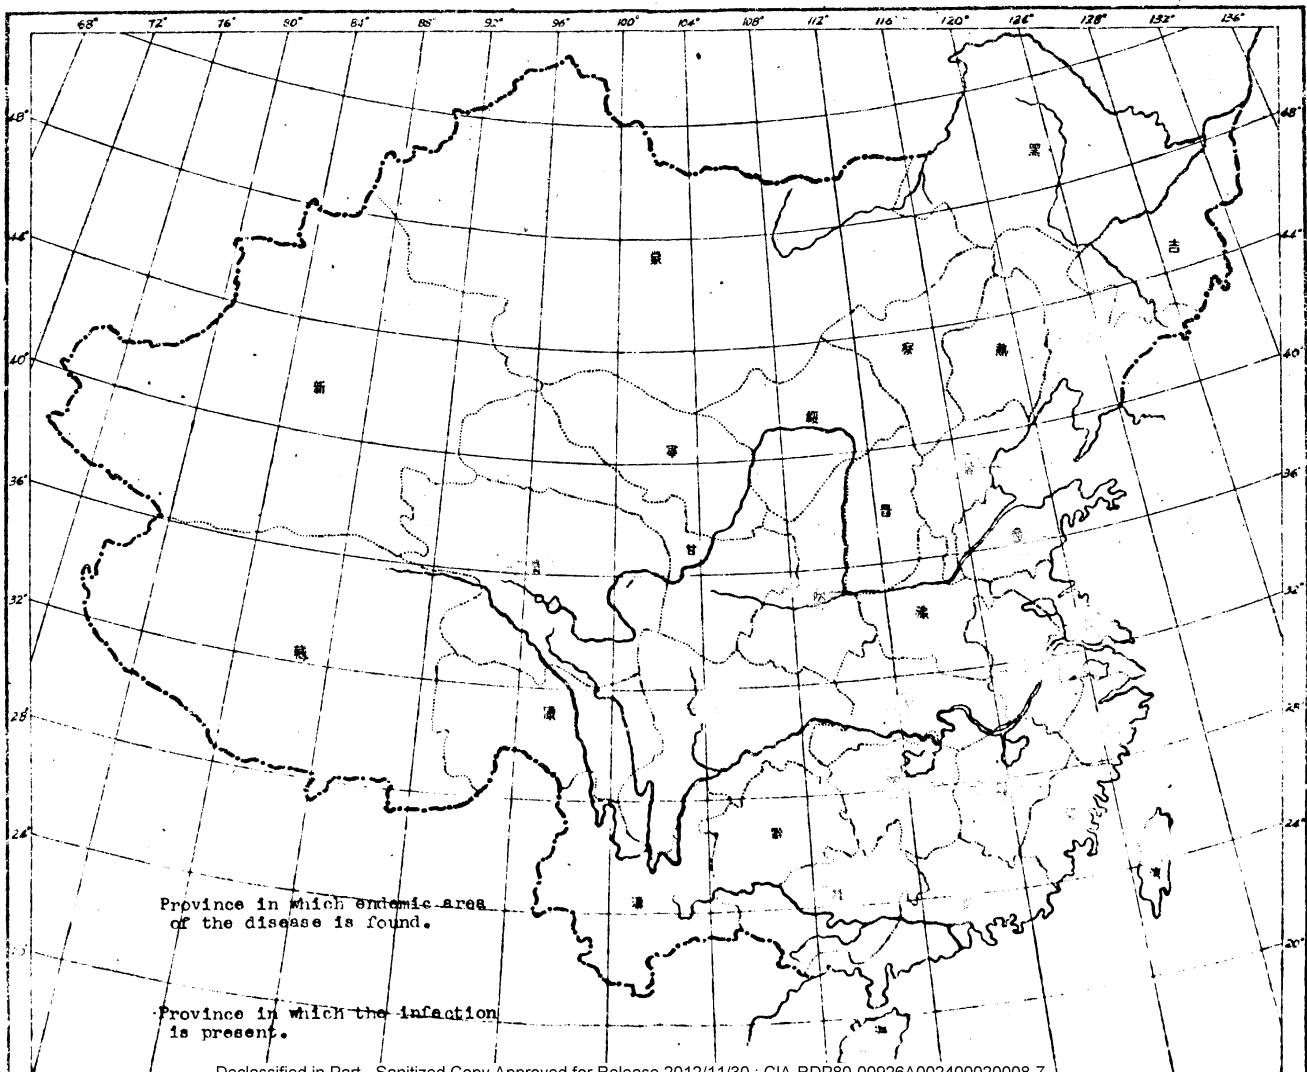 68° 72° 76° 80° 84° 88° 92° 96° 100° 104° 108° 112° 116° 120° 124° 128° 132° 136°
48° 48°
黑
44° 吉 44°
蒙
察 熱
40° 40°
新
綏
寧
36° 36°
晋
甘
青
32° 陝 豫 32°
藏
康
28° 28°
黔
24° 24°
滇
Province in which endemic area
of the disease is found.
20°
Province in which the infection
is present.
Declassified in Part - Sanitized Copy Approved for Release 2012/11/30 : CIA-RDP80-00926A002400020008-7